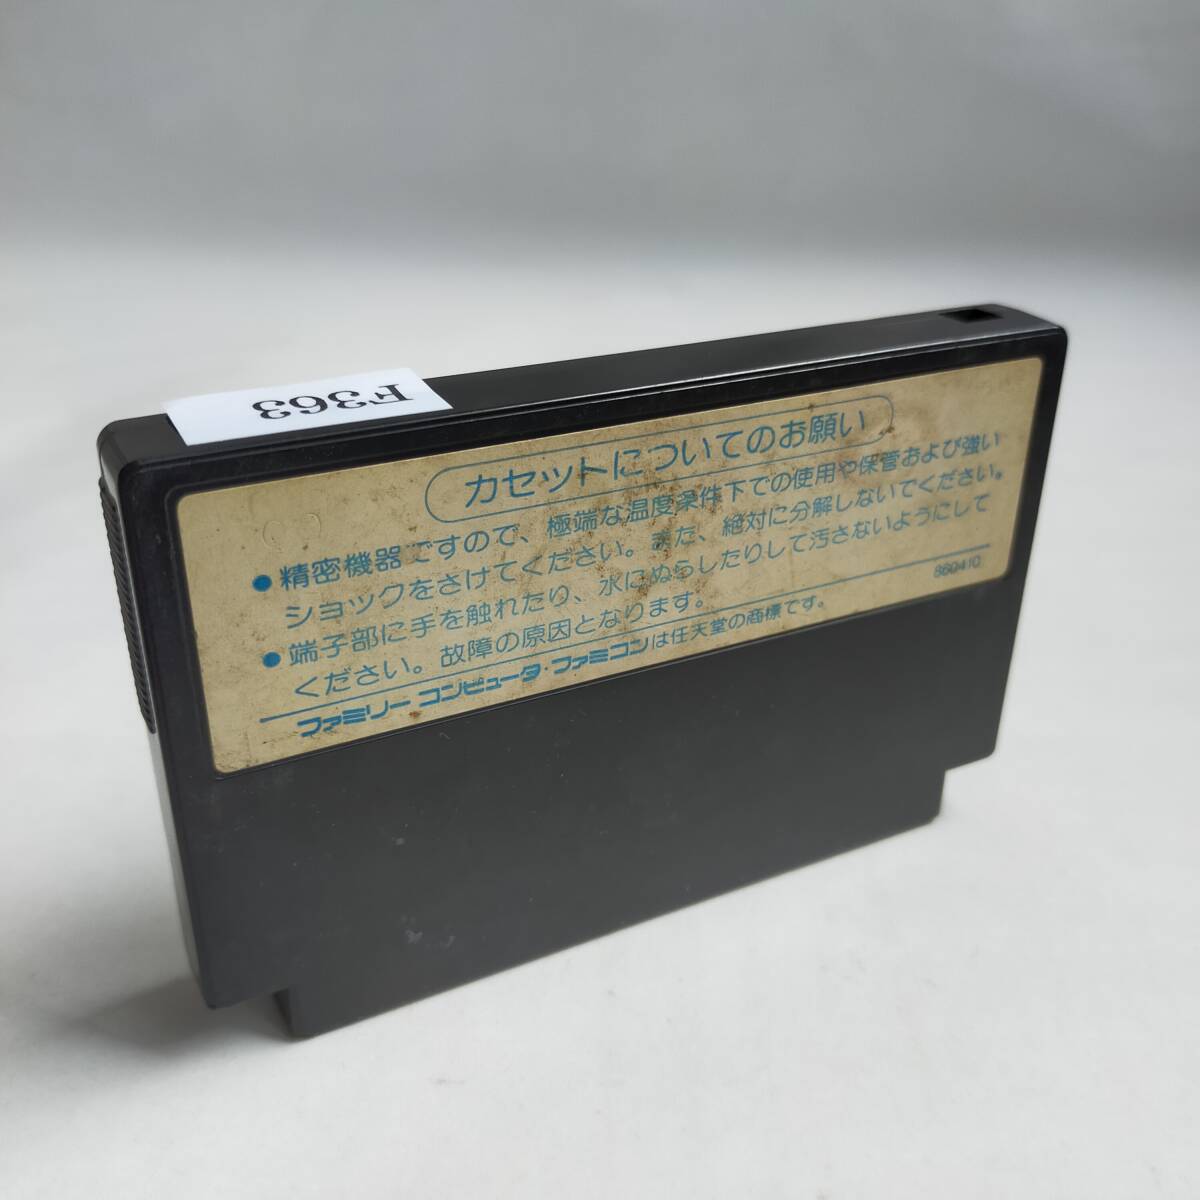 F363
カセットについてのお願い
● 精密機器ですので、極端な温度条件下での使用や保管および強い
ショックをさけてください。また、絶対に分解しないでください。
● 端子部に手を触れたり、水にぬらしたりして汚さないようにして
ください。故障の原因となります。
860410
ファミリー コンピュータ・ファミコンは任天堂の商標です。